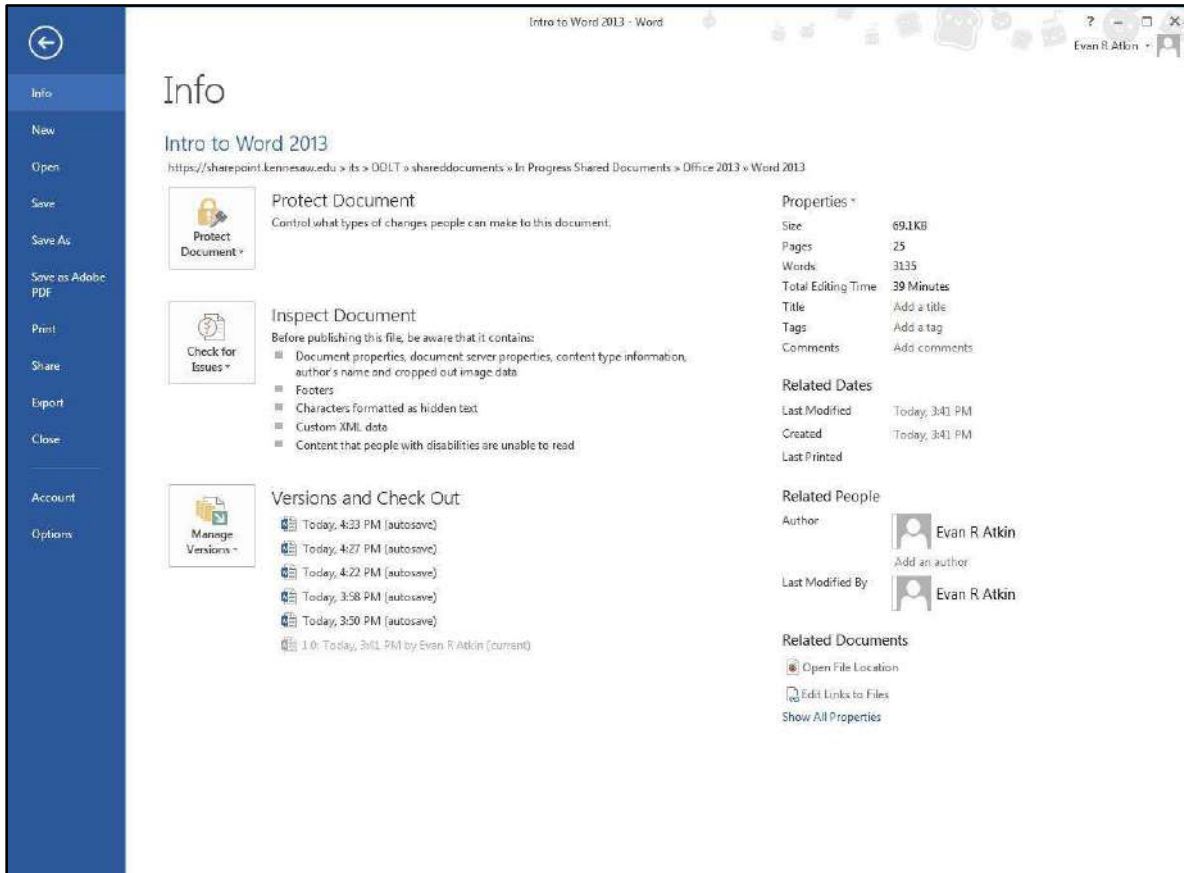 Intro to Word 2013 - Word
? – □ ✕
Evan R Atkin
Info
New
Open
Save
Save As
Save as Adobe
PDF
Print
Share
Export
Close
Account
Options
Info
Intro to Word 2013
https://sharepoint.kennesaw.edu » its » OOLT » shareddocuments » In Progress Shared Documents » Office 2013 » Word 2013
Protect
Document
Protect Document
Control what types of changes people can make to this document.
Check for
Issues
Inspect Document
Before publishing this file, be aware that it contains:
Document properties, document server properties, content type information,
author's name and cropped out image data
Footers
Characters formatted as hidden text
Custom XML data
Content that people with disabilities are unable to read
Manage
Versions
Versions and Check Out
Today, 4:33 PM (autosave)
Today, 4:27 PM (autosave)
Today, 4:22 PM (autosave)
Today, 3:58 PM (autosave)
Today, 3:50 PM (autosave)
1.0: Today, 3:41 PM by Evan R Atkin (current)
Properties
Size 69.1KB
Pages 25
Words 3135
Total Editing Time 39 Minutes
Title Add a title
Tags Add a tag
Comments Add comments
Related Dates
Last Modified Today, 3:41 PM
Created Today, 3:41 PM
Last Printed
Related People
Author Evan R Atkin
Add an author
Last Modified By Evan R Atkin
Related Documents
Open File Location
Edit Links to Files
Show All Properties